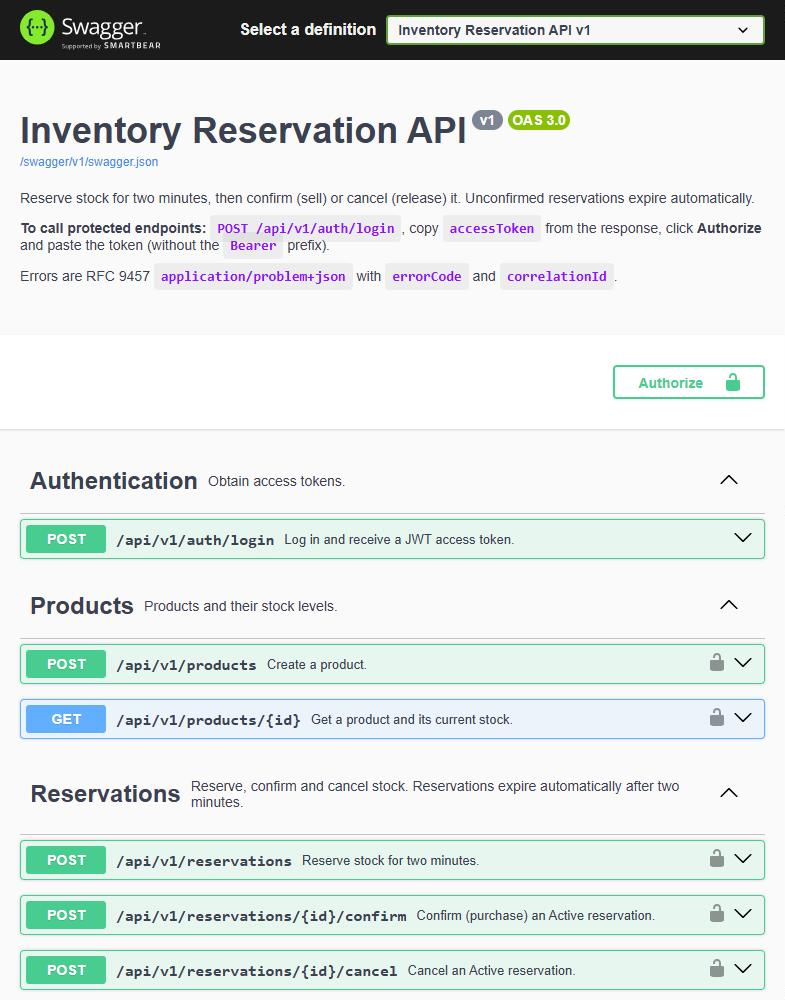 Swagger
Supported by SMARTBEAR
Select a definition
Inventory Reservation API v1
Inventory Reservation API v1 OAS 3.0
/swagger/v1/swagger.json
Reserve stock for two minutes, then confirm (sell) or cancel (release) it. Unconfirmed reservations expire automatically.
To call protected endpoints: POST /api/v1/auth/login , copy accessToken from the response, click Authorize
and paste the token (without the Bearer prefix).
Errors are RFC 9457 application/problem+json with errorCode and correlationId .
Authorize
Authentication Obtain access tokens.
POST /api/v1/auth/login Log in and receive a JWT access token.
Products Products and their stock levels.
POST /api/v1/products Create a product.
GET /api/v1/products/{id} Get a product and its current stock.
Reservations Reserve, confirm and cancel stock. Reservations expire automatically after two
minutes.
POST /api/v1/reservations Reserve stock for two minutes.
POST /api/v1/reservations/{id}/confirm Confirm (purchase) an Active reservation.
POST /api/v1/reservations/{id}/cancel Cancel an Active reservation.